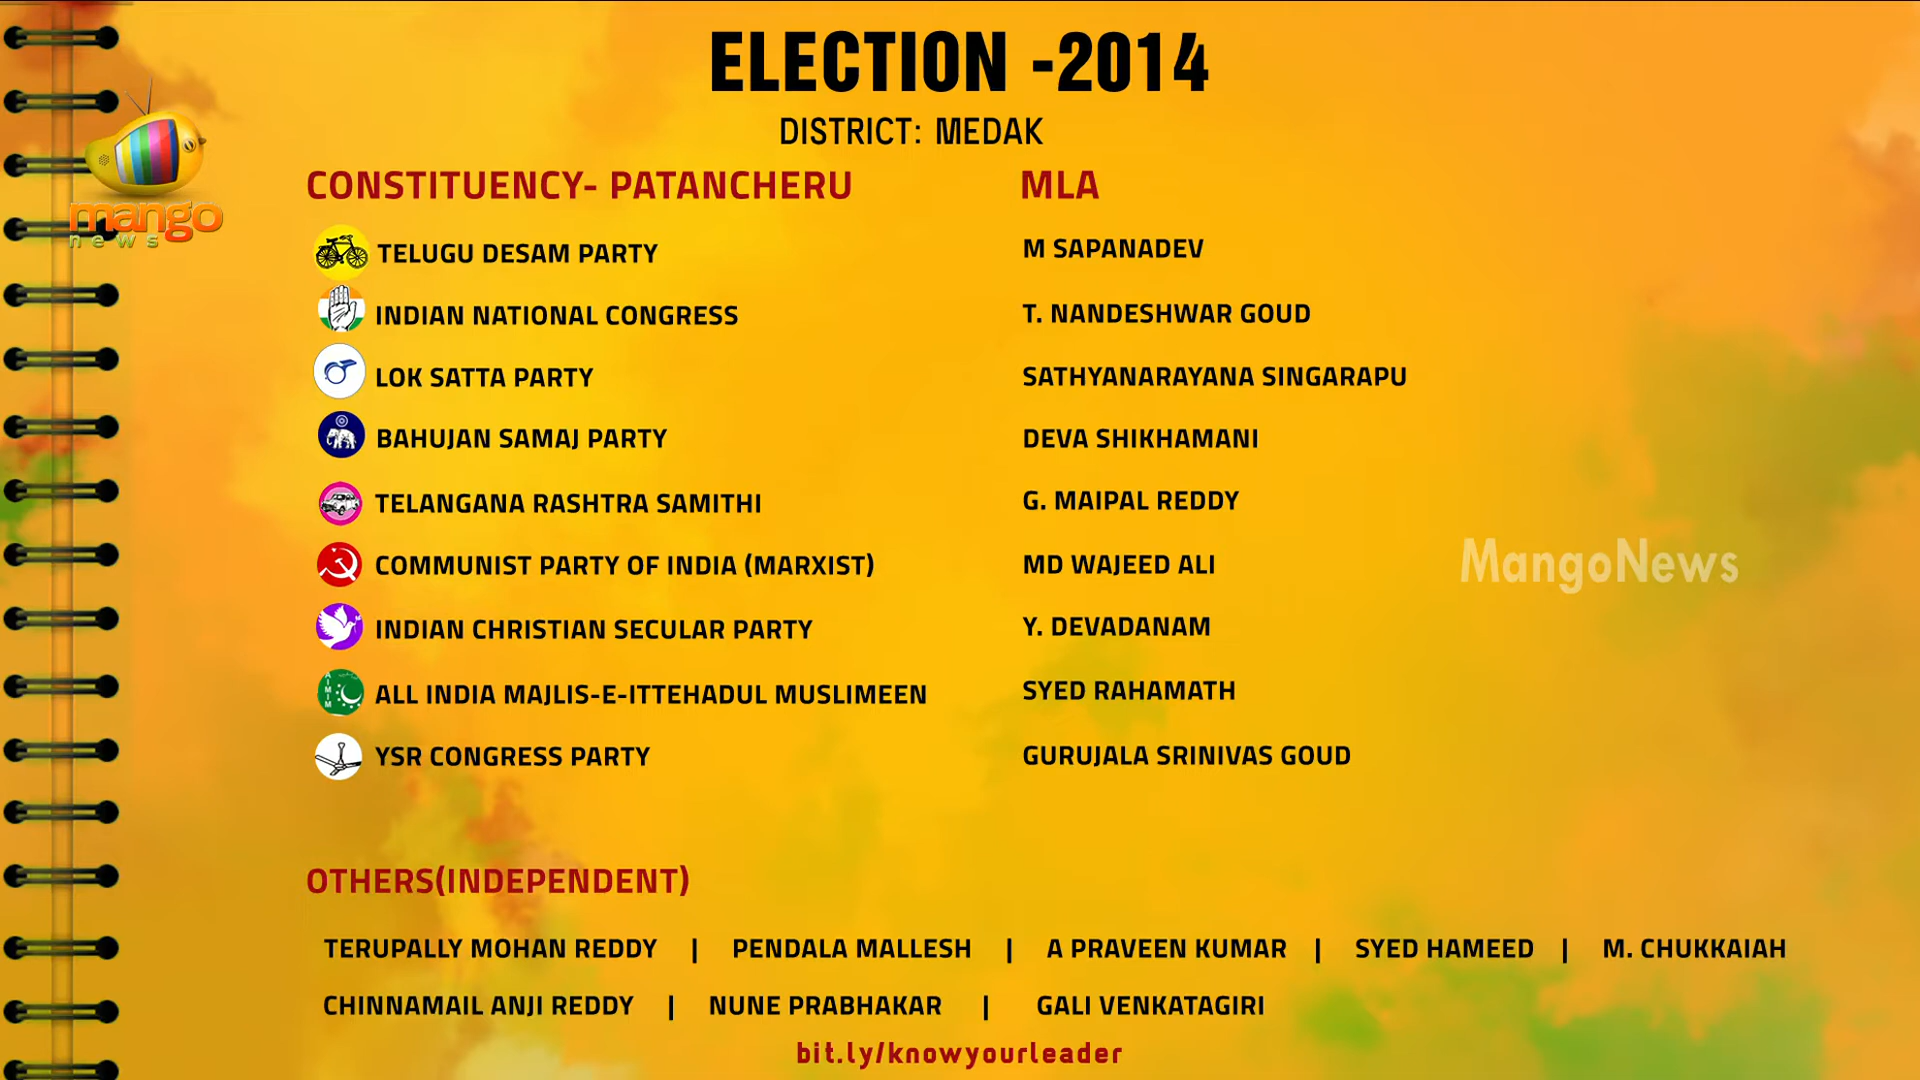 ELECTION -2014
DISTRICT: MEDAK
mango
news
CONSTITUENCY- PATANCHERU MLA
TELUGU DESAM PARTY M SAPANADEV
INDIAN NATIONAL CONGRESS T. NANDESHWAR GOUD
LOK SATTA PARTY SATHYANARAYANA SINGARAPU
BAHUJAN SAMAJ PARTY DEVA SHIKHAMANI
TELANGANA RASHTRA SAMITHI G. MAIPAL REDDY
COMMUNIST PARTY OF INDIA (MARXIST) MD WAJEED ALI
MangoNews
INDIAN CHRISTIAN SECULAR PARTY Y. DEVADANAM
AIMIM
ALL INDIA MAJLIS-E-ITTEHADUL MUSLIMEEN SYED RAHAMATH
YSR CONGRESS PARTY GURUJALA SRINIVAS GOUD
OTHERS(INDEPENDENT)
TERUPALLY MOHAN REDDY | PENDALA MALLESH | A PRAVEEN KUMAR | SYED HAMEED | M. CHUKKAIAH
CHINNAMAIL ANJI REDDY | NUNE PRABHAKAR | GALI VENKATAGIRI
bit.ly/knowyourleader